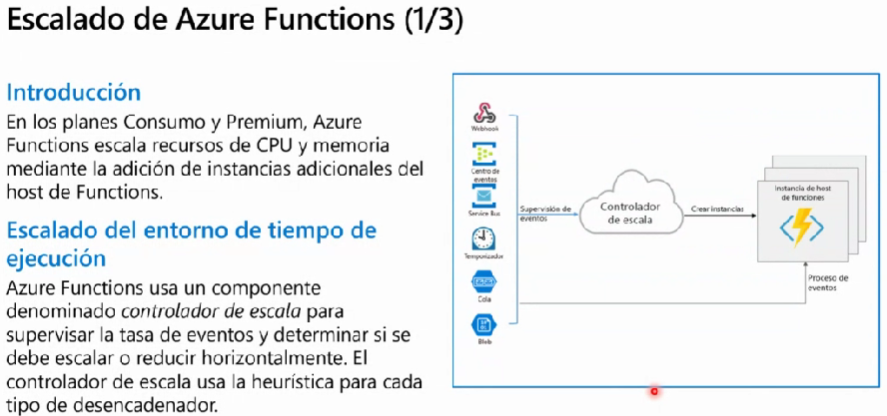 Escalado de Azure Functions (1/3)
Introducción
En los planes Consumo y Premium, Azure
Functions escala recursos de CPU y memoria
mediante la adición de instancias adicionales del
host de Functions.
Escalado del entorno de tiempo de
ejecución
Azure Functions usa un componente
denominado controlador de escala para
supervisar la tasa de eventos y determinar si se
debe escalar o reducir horizontalmente. El
controlador de escala usa la heurística para cada
tipo de desencadenador.
Webhook
Centro de
eventos
Service Bus
Temporizador
Cola
Blob
Supervisión de
eventos
Controlador
de escala
Crear instancias
Instancia de host
de funciones
Proceso de
eventos